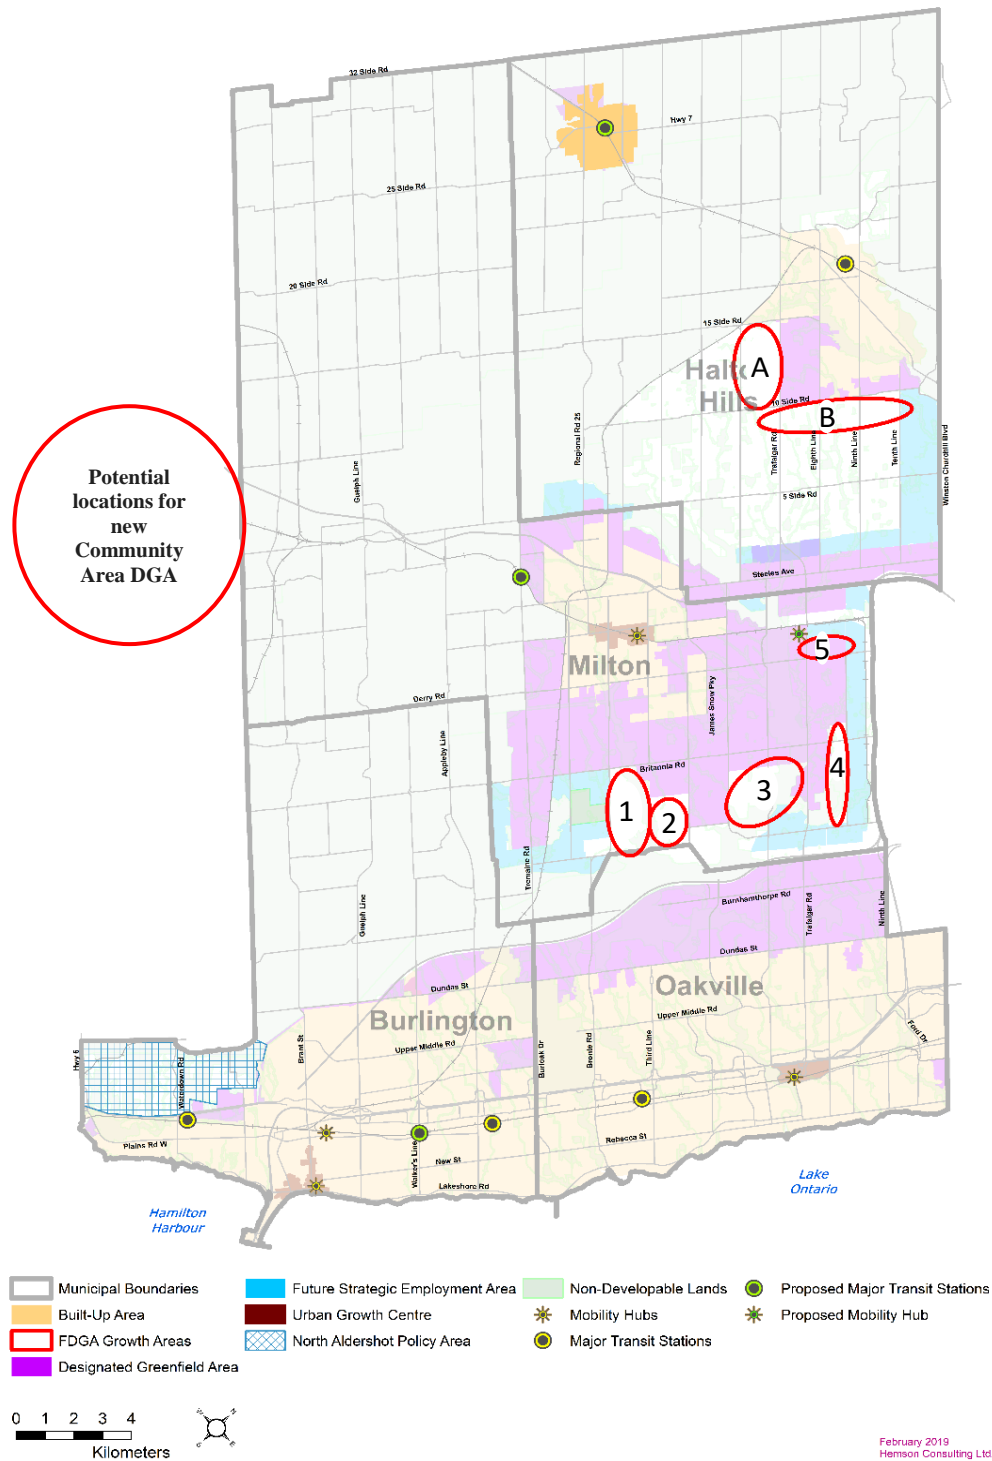 32 Side Rd
Hwy 7
25 Side Rd
20 Side Rd
15 Side Rd
Halton
Hills
A
10 Side Rd
B
Regional Rd 25
Trafalgar Rd
Eighth Line
Ninth Line
Tenth Line
Winston Churchill Blvd
Guelph Line
5 Side Rd
Potential
locations for
new
Community
Area DGA
Steeles Ave
5
Milton
Derry Rd
James Snow Pky
Appleby Line
Britannia Rd
1
2
3
4
Tremaine Rd
Guelph Line
Burnhamthorpe Rd
Trafalgar Rd
Ninth Line
Dundas St
Dundas St
Oakville
Burlington
Upper Middle Rd
Upper Middle Rd
Hwy 6
Waterdown Rd
Brant St
Burloak Dr
Bronte Rd
Third Line
Ford Dr
Plains Rd W
Walker's Line
New St
Rebecca St
Lakeshore Rd
Lake
Ontario
Hamilton
Harbour
Municipal Boundaries
Built-Up Area
FDGA Growth Areas
Designated Greenfield Area
Future Strategic Employment Area
Urban Growth Centre
North Aldershot Policy Area
Non-Developable Lands
Mobility Hubs
Major Transit Stations
Proposed Major Transit Stations
Proposed Mobility Hub
0 1 2 3 4
Kilometers
W N
S E
February 2019
Hemson Consulting Ltd